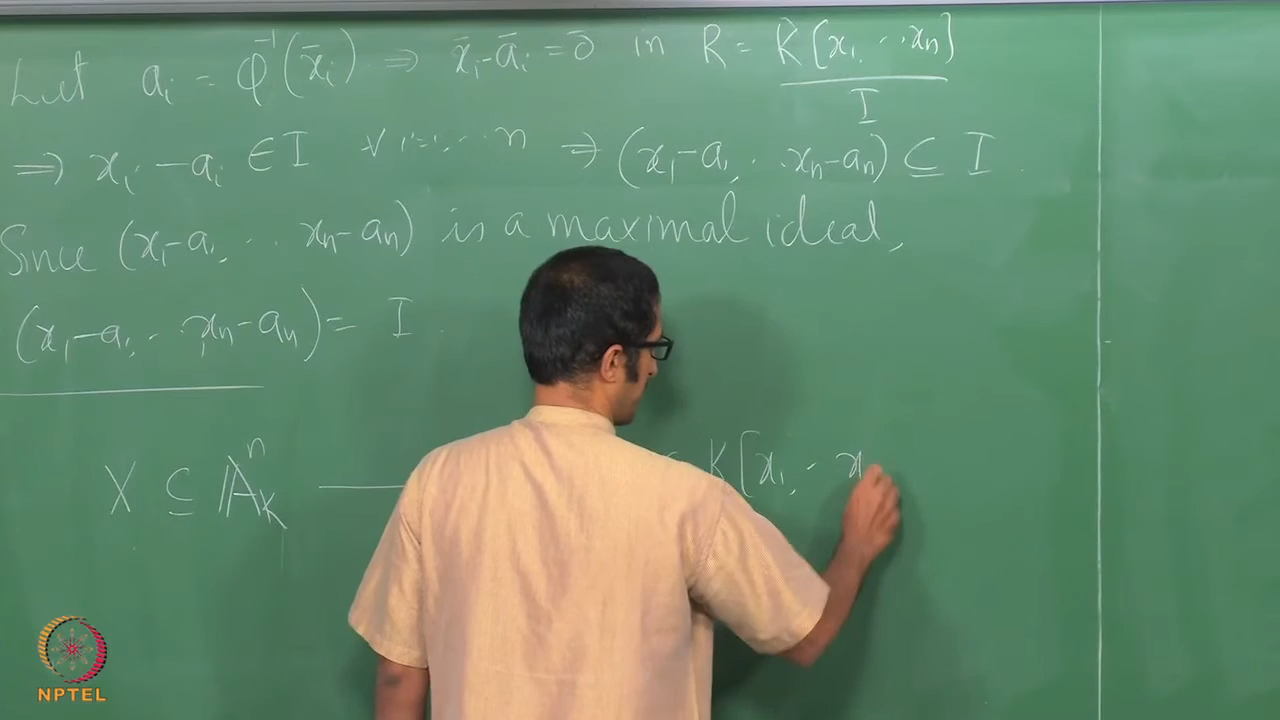 Let aᵢ = φ⁻¹(x̄ᵢ) ⇒ x̄ᵢ - āᵢ = 0̄ in R = K[x₁, ..xₙ] / I
⇒ xᵢ - aᵢ ∈ I ∀ i=1,..n ⇒ (x₁-a₁, ..xₙ-aₙ) ⊆ I.
Since (x₁-a₁, .. xₙ-aₙ) is a maximal ideal,
(x₁-a₁, .. xₙ-aₙ) = I.
X ⊆ 𝔸ⁿ_K — K[x₁, .. x
NPTEL